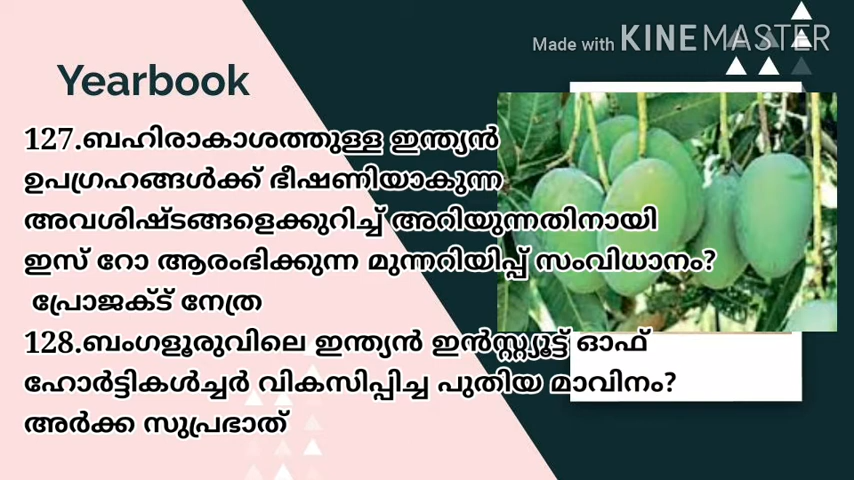 Made with KINEMASTER
Yearbook
127.ബഹിരാകാശത്തുള്ള ഇന്ത്യൻ
ഉപഗ്രഹങ്ങൾക്ക് ഭീഷണിയാകുന്ന
അവശിഷ്ടങ്ങളെക്കുറിച്ച് അറിയുന്നതിനായി
ഇസ് റോ ആരംഭിക്കുന്ന മുന്നറിയിപ്പ് സംവിധാനം?
പ്രോജക്ട് നേത്ര
128.ബംഗളൂരുവിലെ ഇന്ത്യൻ ഇൻസ്റ്റ്യൂട്ട് ഓഫ്
ഹോർട്ടികൾച്ചർ വികസിപ്പിച്ച പുതിയ മാവിനം?
അർക്ക സുപ്രഭാത്